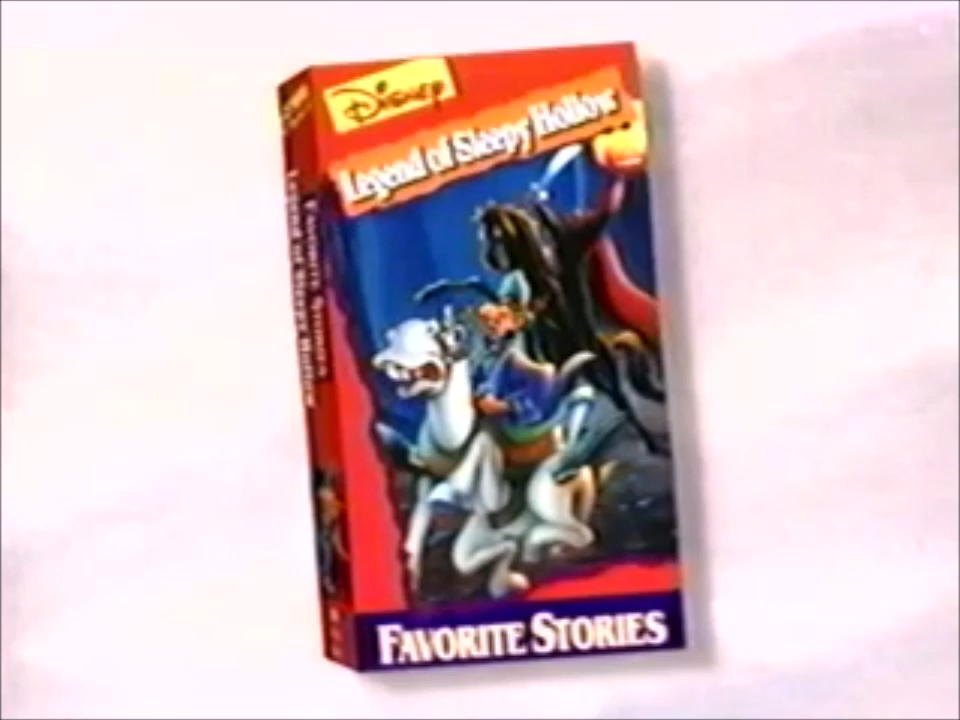 Disney
Legend of Sleepy Hollow
FAVORITE STORIES
Favorite Stories
Legend of Sleepy Hollow